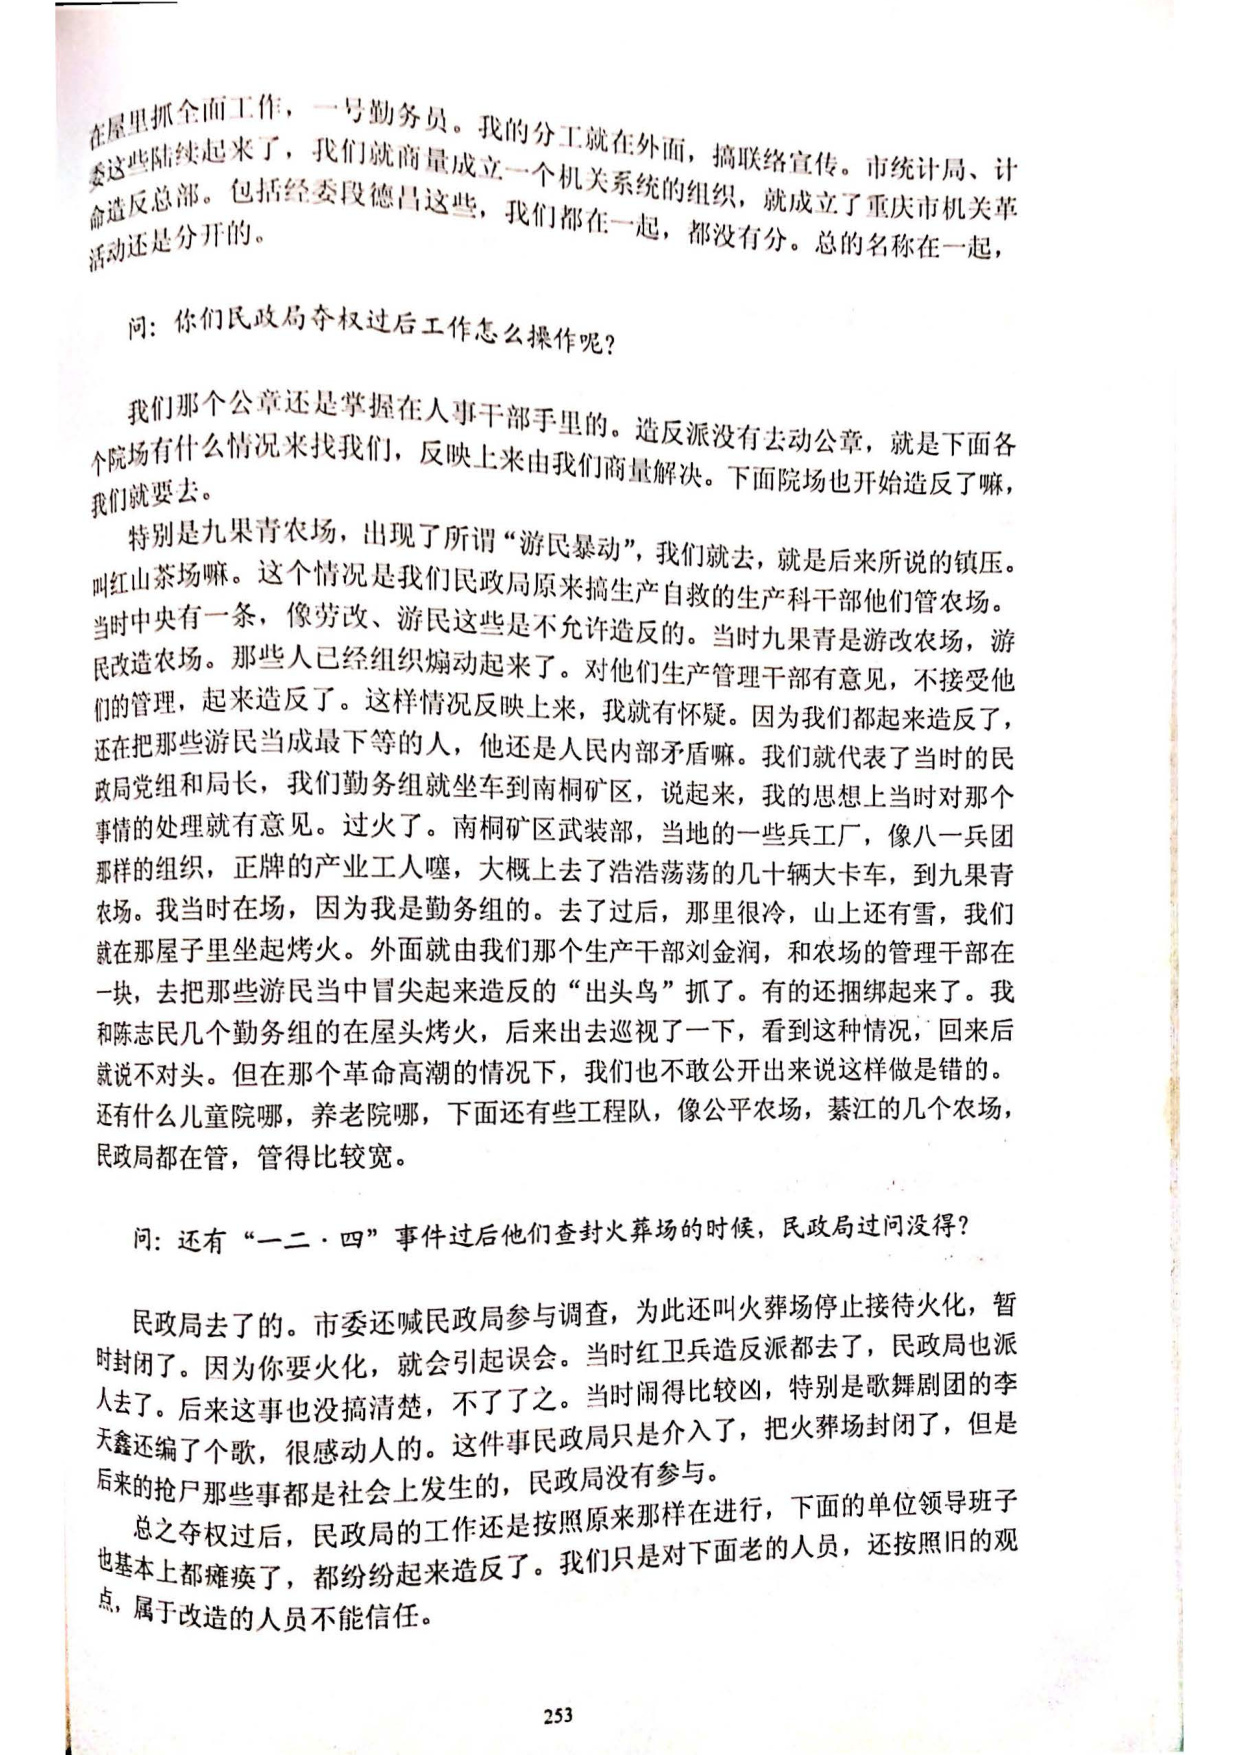 在屋里抓全面工作，一号勤务员。我的分工就在外面，搞联络宣传。市统计局、计
委这些陆续起来了，我们就商量成立一个机关系统的组织，就成立了重庆市机关革
命造反总部。包括经委段德昌这些，我们都在一起，都没有分。总的名称在一起，
活动还是分开的。
问：你们民政局夺权过后工作怎么操作呢？
我们那个公章还是掌握在人事干部手里的。造反派没有去动公章，就是下面各
个院场有什么情况来找我们，反映上来由我们商量解决。下面院场也开始造反了嘛，
我们就要去。
特别是九果青农场，出现了所谓“游民暴动”，我们就去，就是后来所说的镇压。
叫红山茶场嘛。这个情况是我们民政局原来搞生产自救的生产科干部他们管农场。
当时中央有一条，像劳改、游民这些是不允许造反的。当时九果青是游改农场，游
民改造农场。那些人已经组织煽动起来了。对他们生产管理干部有意见，不接受他
们的管理，起来造反了。这样情况反映上来，我就有怀疑。因为我们都起来造反了，
还在把那些游民当成最下等的人，他还是人民内部矛盾嘛。我们就代表了当时的民
政局党组和局长，我们勤务组就坐车到南桐矿区，说起来，我的思想上当时对那个
事情的处理就有意见。过火了。南桐矿区武装部，当地的一些兵工厂，像八一兵团
那样的组织，正牌的产业工人噻，大概上去了浩浩荡荡的几十辆大卡车，到九果青
农场。我当时在场，因为我是勤务组的。去了过后，那里很冷，山上还有雪，我们
就在那屋子里坐起烤火。外面就由我们那个生产干部刘金润，和农场的管理干部在
一块，去把那些游民当中冒尖起来造反的“出头鸟”抓了。有的还捆绑起来了。我
和陈志民几个勤务组的在屋头烤火，后来出去巡视了一下，看到这种情况，回来后
就说不对头。但在那个革命高潮的情况下，我们也不敢公开出来说这样做是错的。
还有什么儿童院哪，养老院哪，下面还有些工程队，像公平农场，綦江的几个农场，
民政局都在管，管得比较宽。
问：还有“一二·四”事件过后他们查封火葬场的时候，民政局过问没得？
民政局去了的。市委还喊民政局参与调查，为此还叫火葬场停止接待火化，暂
时封闭了。因为你要火化，就会引起误会。当时红卫兵造反派都去了，民政局也派
人去了。后来这事也没搞清楚，不了了之。当时闹得比较凶，特别是歌舞剧团的李
天鑫还编了个歌，很感动人的。这件事民政局只是介入了，把火葬场封闭了，但是
后来的抢尸那些事都是社会上发生的，民政局没有参与。
总之夺权过后，民政局的工作还是按照原来那样在进行，下面的单位领导班子
也基本上都瘫痪了，都纷纷起来造反了。我们只是对下面老的人员，还按照旧的观
点，属于改造的人员不能信任。
253